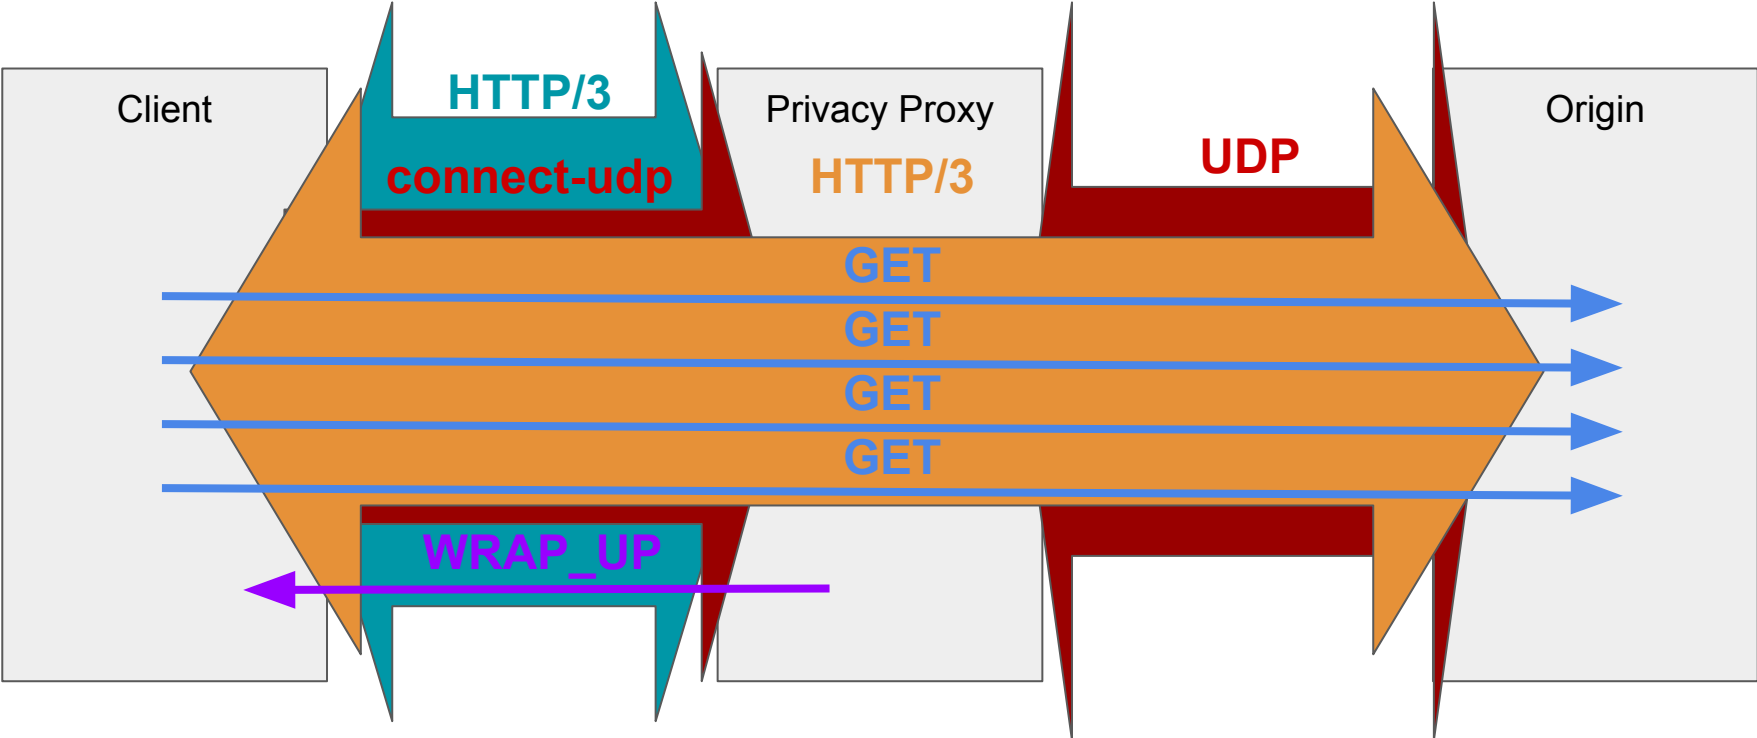 Client
HTTP/3
Privacy Proxy
Origin
connect-udp
HTTP/3
UDP
GET
GET
GET
GET
WRAP_UP